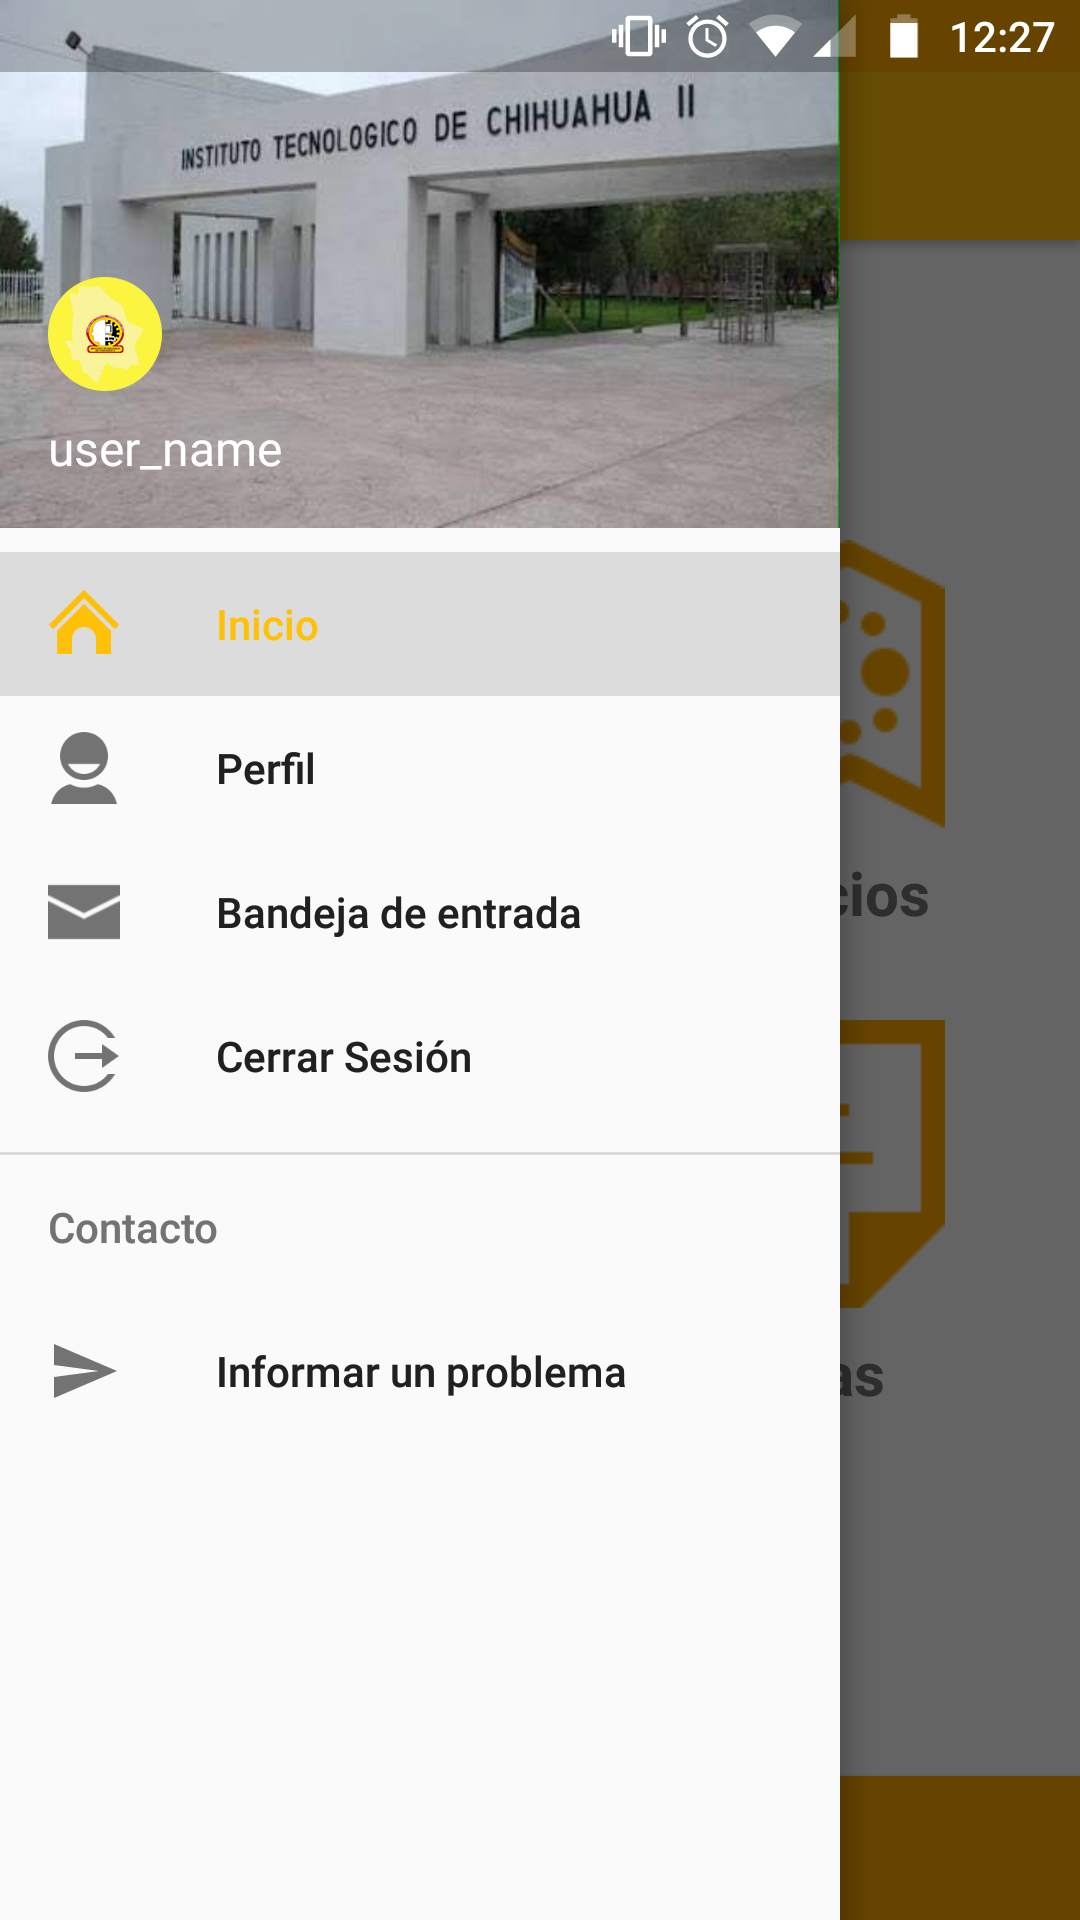 12:27
INSTITUTO TECNOLOGICO DE CHIHUAHUA II
user_name
Inicio
Perfil
Bandeja de entrada
cios
Cerrar Sesión
Contacto
Informar un problema
as